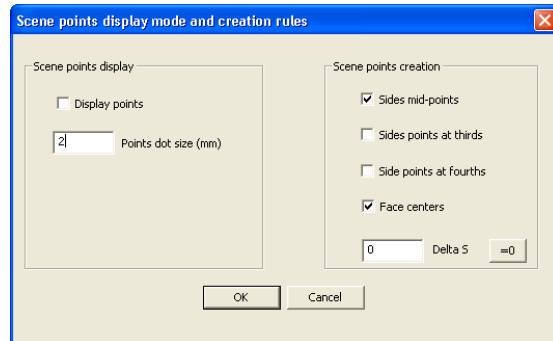 Scene points display mode and creation rules
Scene points display
Display points
2 Points dot size (mm)
Scene points creation
Sides mid-points
Sides points at thirds
Side points at fourths
Face centers
0 Delta S =0
OK Cancel